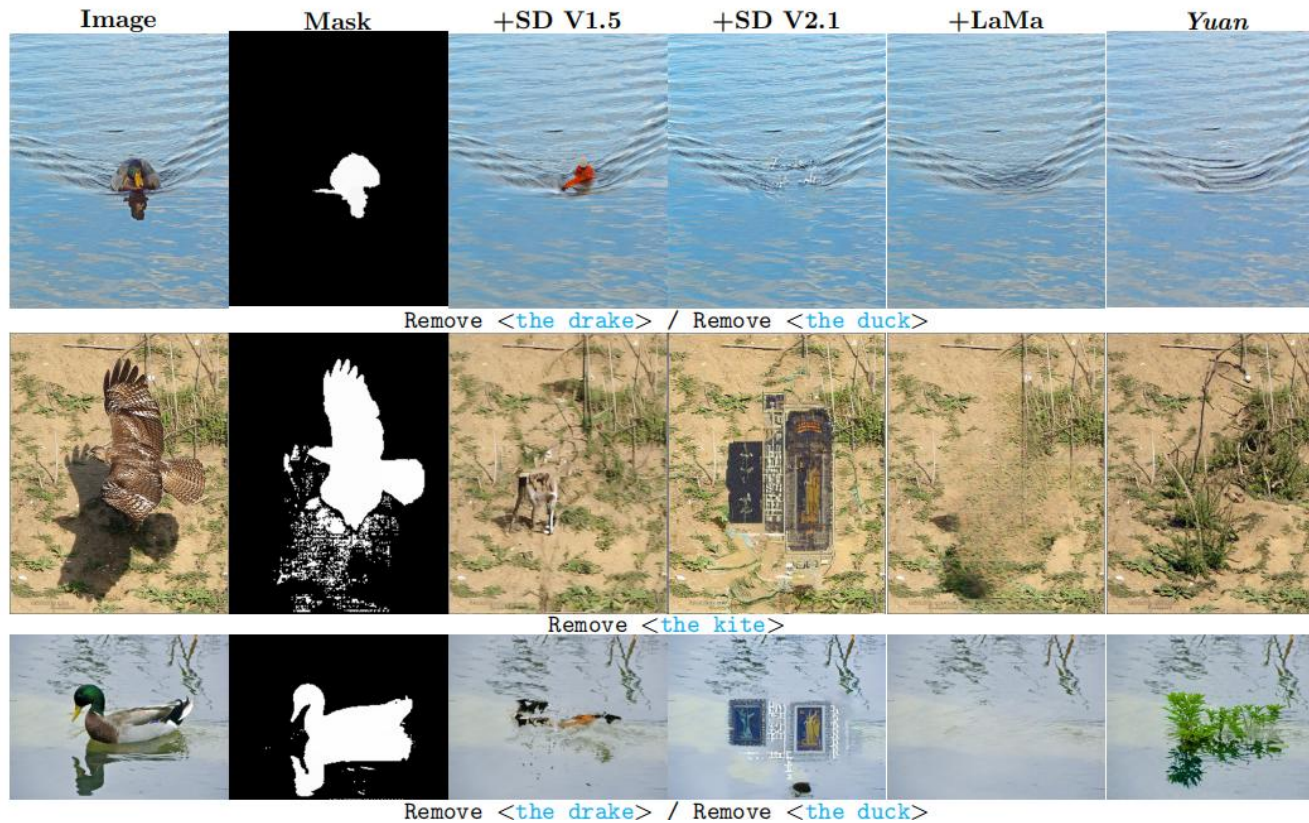 Image Mask +SD V1.5 +SD V2.1 +LaMa Yuan
Remove <the drake> / Remove <the duck>
Remove <the kite>
Remove <the drake> / Remove <the duck>